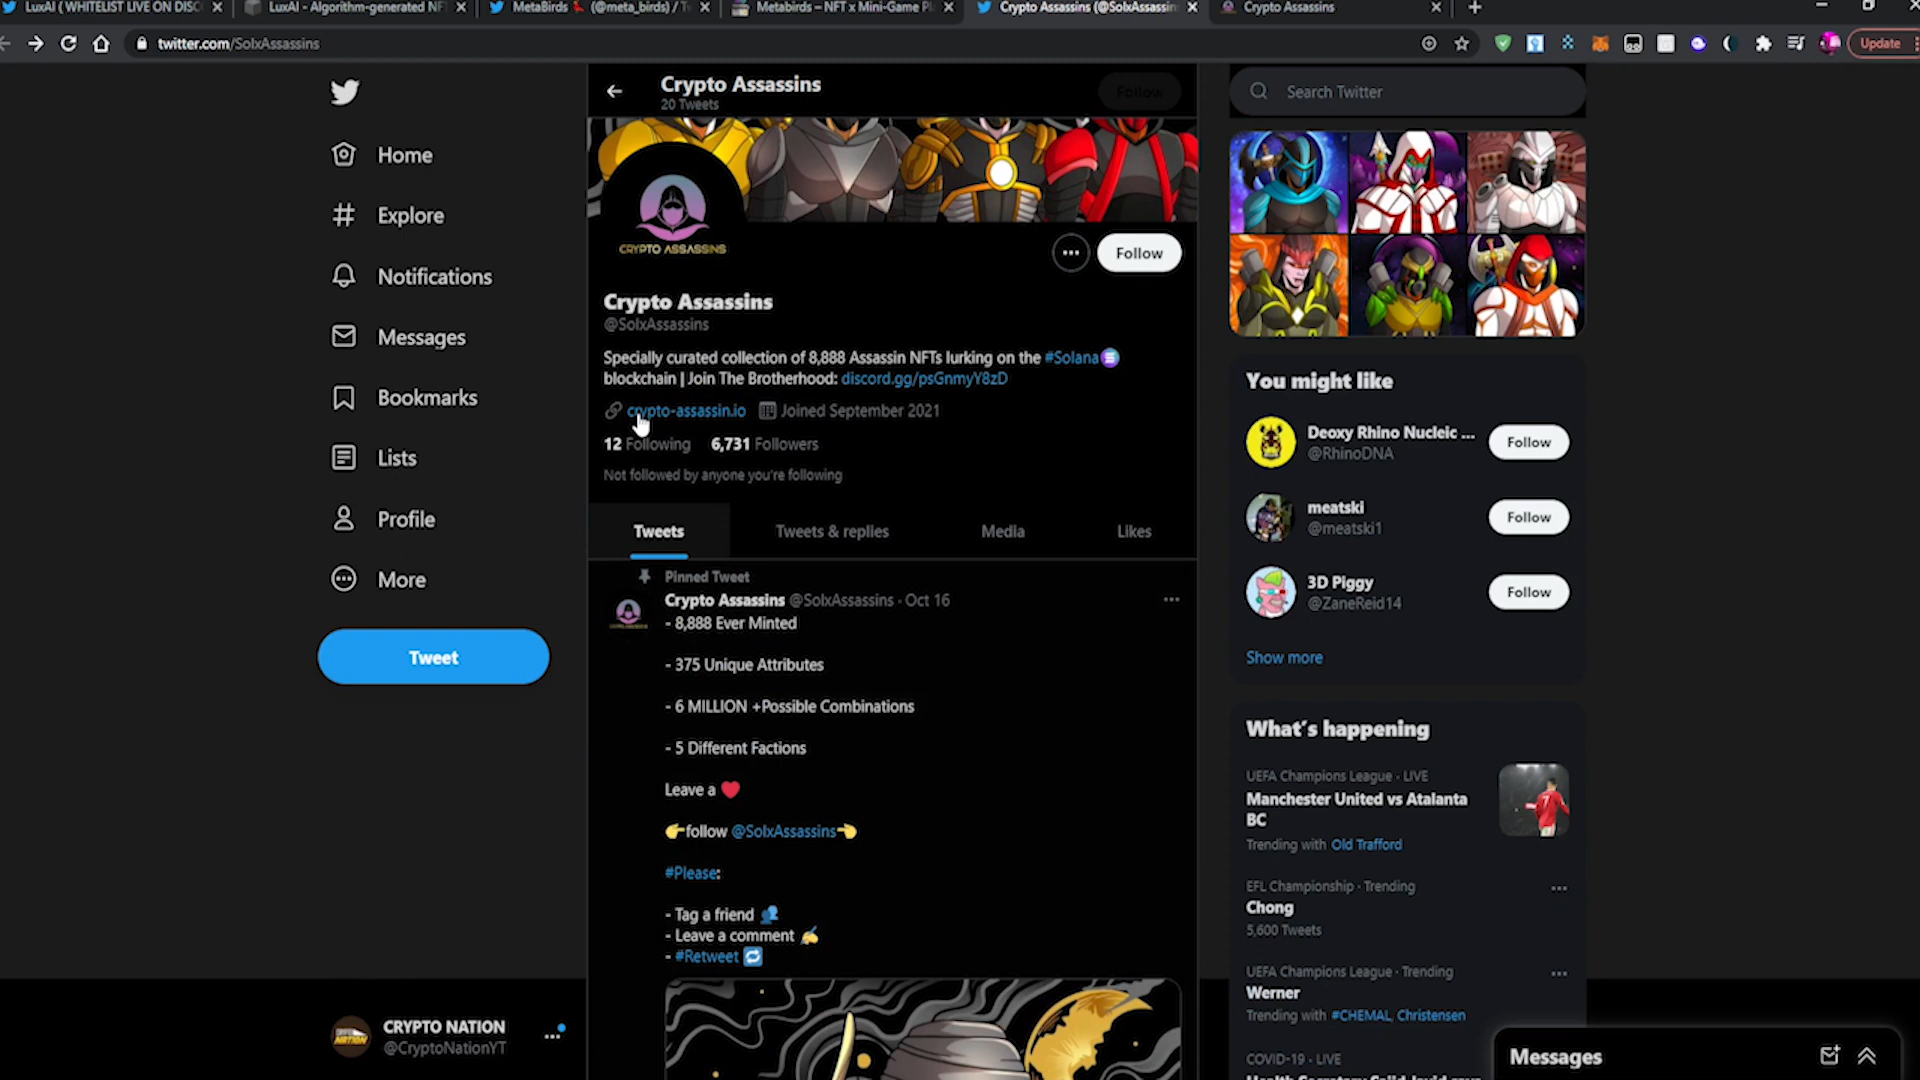 LuxAI ( WHITELIST LIVE ON DISC
LuxAI - Algorithm-generated NF
MetaBirds (@meta_birds) / T
Metabirds – NFT x Mini-Game P
Crypto Assassins (@SolxAssassin
Crypto Assassins
twitter.com/SolxAssassins
Update
Crypto Assassins
20 Tweets
Follow
Search Twitter
Home
Explore
Notifications
Messages
Bookmarks
Lists
Profile
More
Tweet
CRYPTO NATION
@CryptoNationYT
CRYPTO ASSASSINS
Follow
Crypto Assassins
@SolxAssassins
Specially curated collection of 8,888 Assassin NFTs lurking on the #Solana
blockchain | Join The Brotherhood: discord.gg/psGnmyY8zD
crypto-assassin.io Joined September 2021
12 Following 6,731 Followers
Not followed by anyone you're following
Tweets Tweets & replies Media Likes
Pinned Tweet
Crypto Assassins @SolxAssassins · Oct 16
- 8,888 Ever Minted
- 375 Unique Attributes
- 6 MILLION +Possible Combinations
- 5 Different Factions
Leave a ❤️
👉follow @SolxAssassins👈
#Please:
- Tag a friend 👥
- Leave a comment ✍️
- #Retweet 🔁
You might like
Deoxy Rhino Nucleic ...
@RhinoDNA
Follow
meatski
@meatski1
Follow
3D Piggy
@ZaneReid14
Follow
Show more
What's happening
UEFA Champions League · LIVE
Manchester United vs Atalanta
BC
Trending with Old Trafford
EFL Championship · Trending
Chong
5,600 Tweets
UEFA Champions League · Trending
Werner
Trending with #CHEMAL, Christensen
COVID-19 · LIVE
Messages